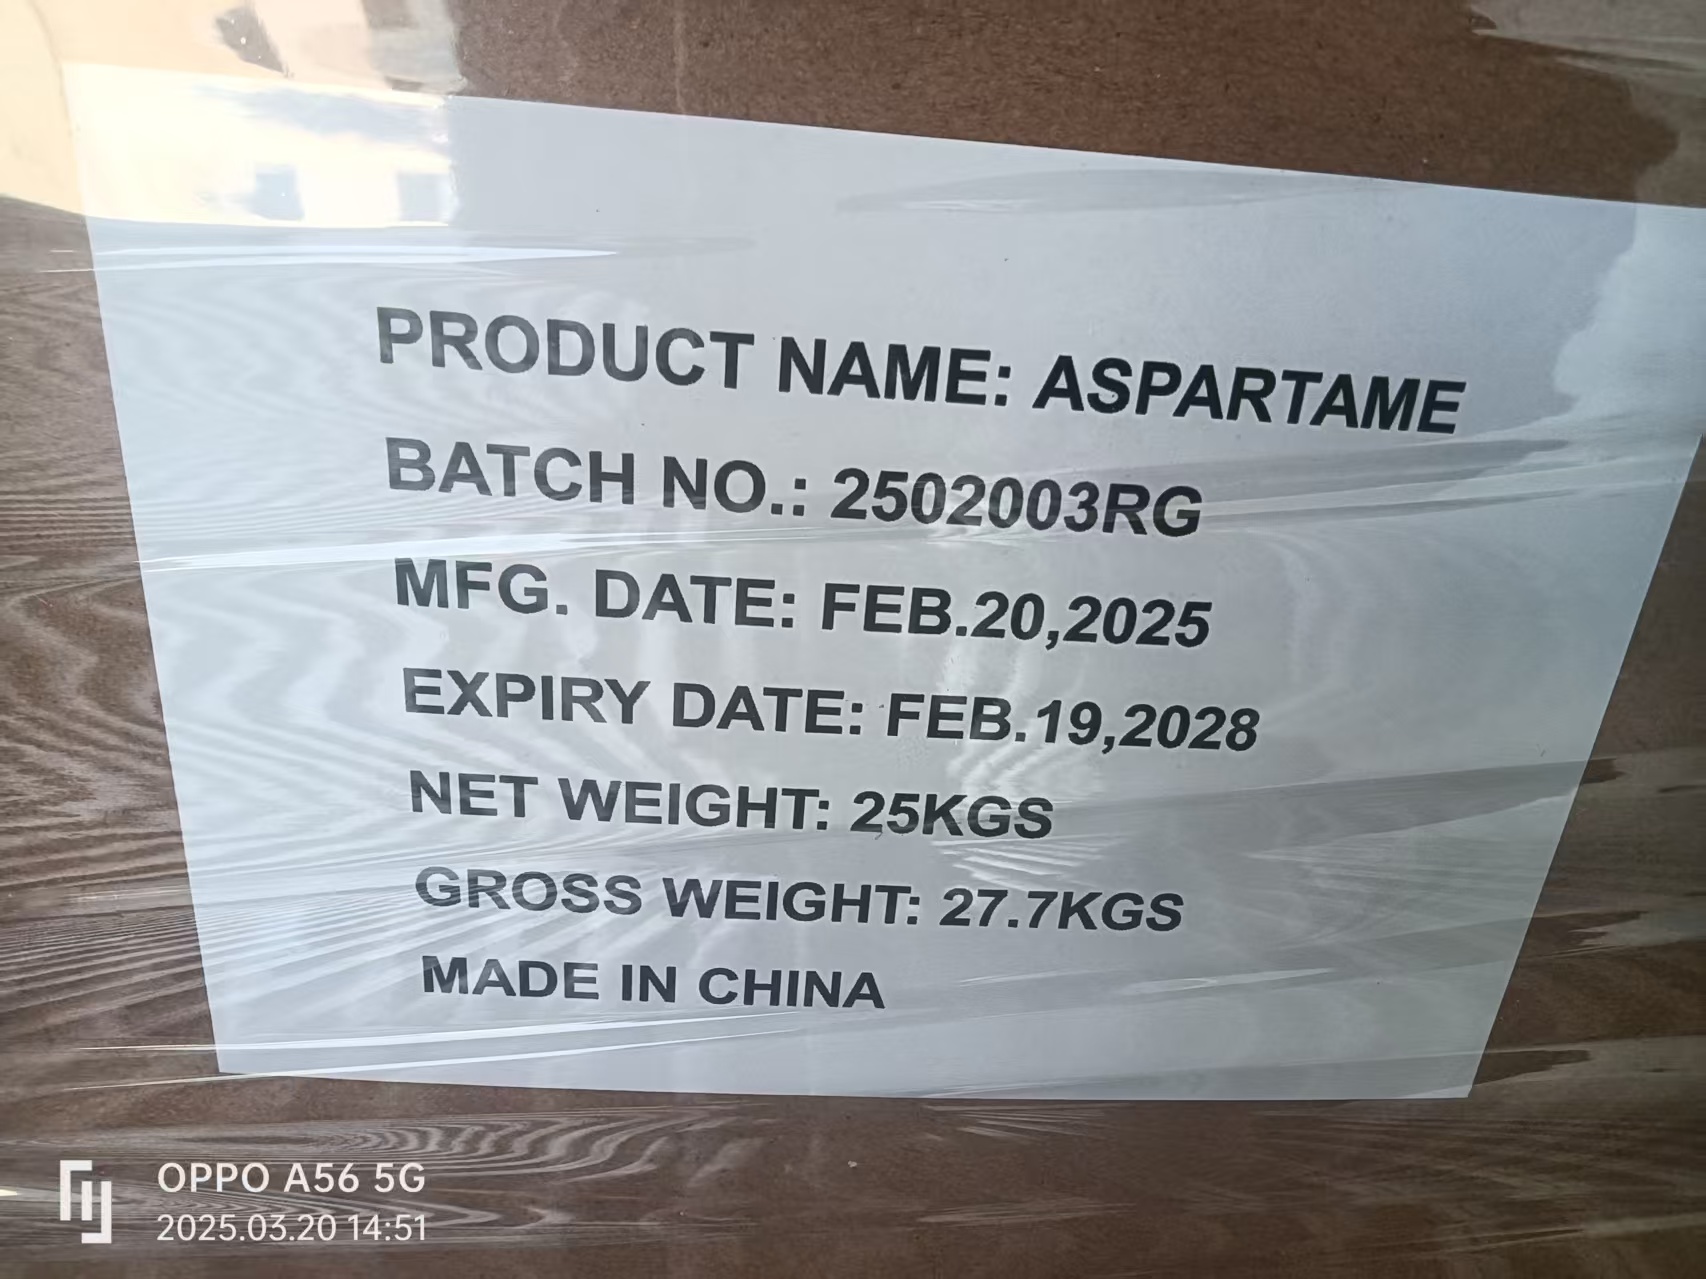 PRODUCT NAME: ASPARTAME
BATCH NO.: 2502003RG
MFG. DATE: FEB.20,2025
EXPIRY DATE: FEB.19,2028
NET WEIGHT: 25KGS
GROSS WEIGHT: 27.7KGS
MADE IN CHINA
OPPO A56 5G
2025.03.20 14:51